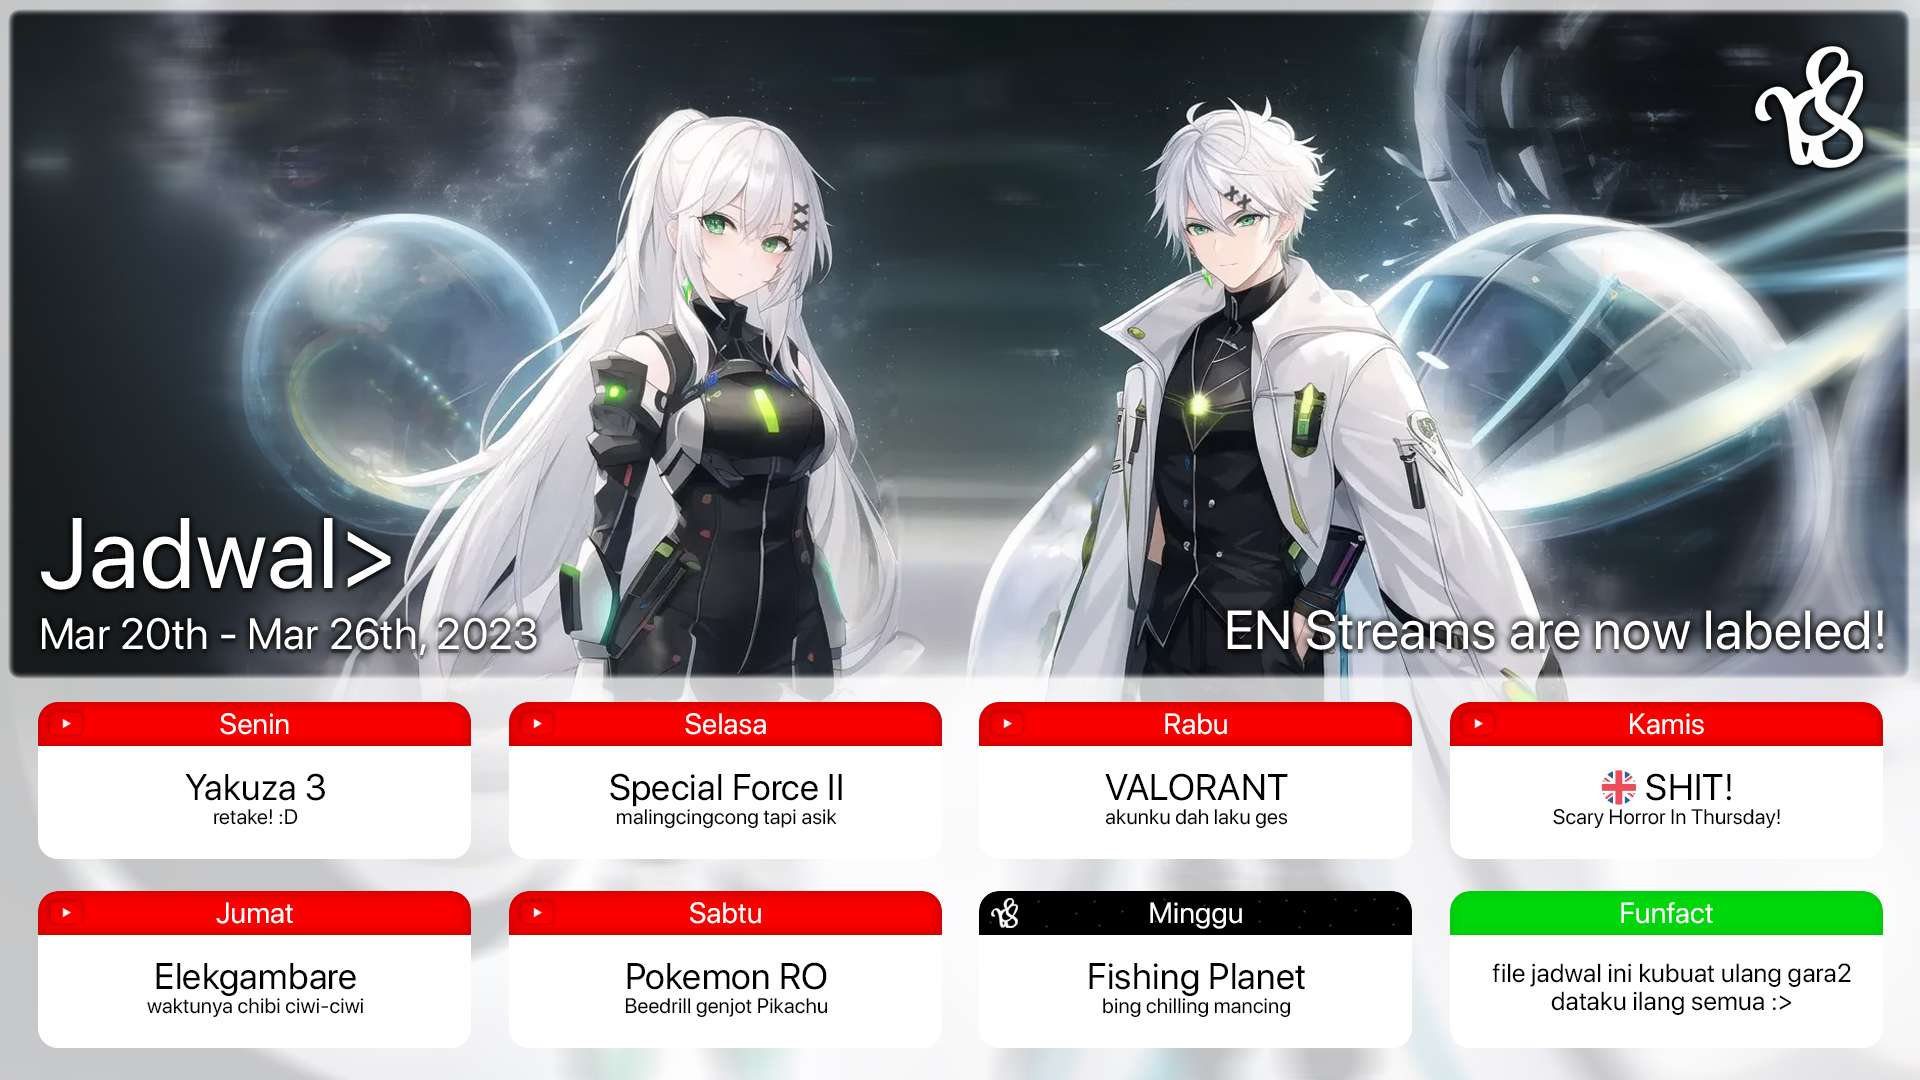 Jadwal>
Mar 20th - Mar 26th, 2023
EN Streams are now labeled!
Senin
Yakuza 3
retake! :D
Selasa
Special Force II
malingcingcong tapi asik
Rabu
VALORANT
akunku dah laku ges
Kamis
SHIT!
Scary Horror In Thursday!
Jumat
Elekgambare
waktunya chibi ciwi-ciwi
Sabtu
Pokemon RO
Beedrill genjot Pikachu
Minggu
Fishing Planet
bing chilling mancing
Funfact
file jadwal ini kubuat ulang gara2
dataku ilang semua :>